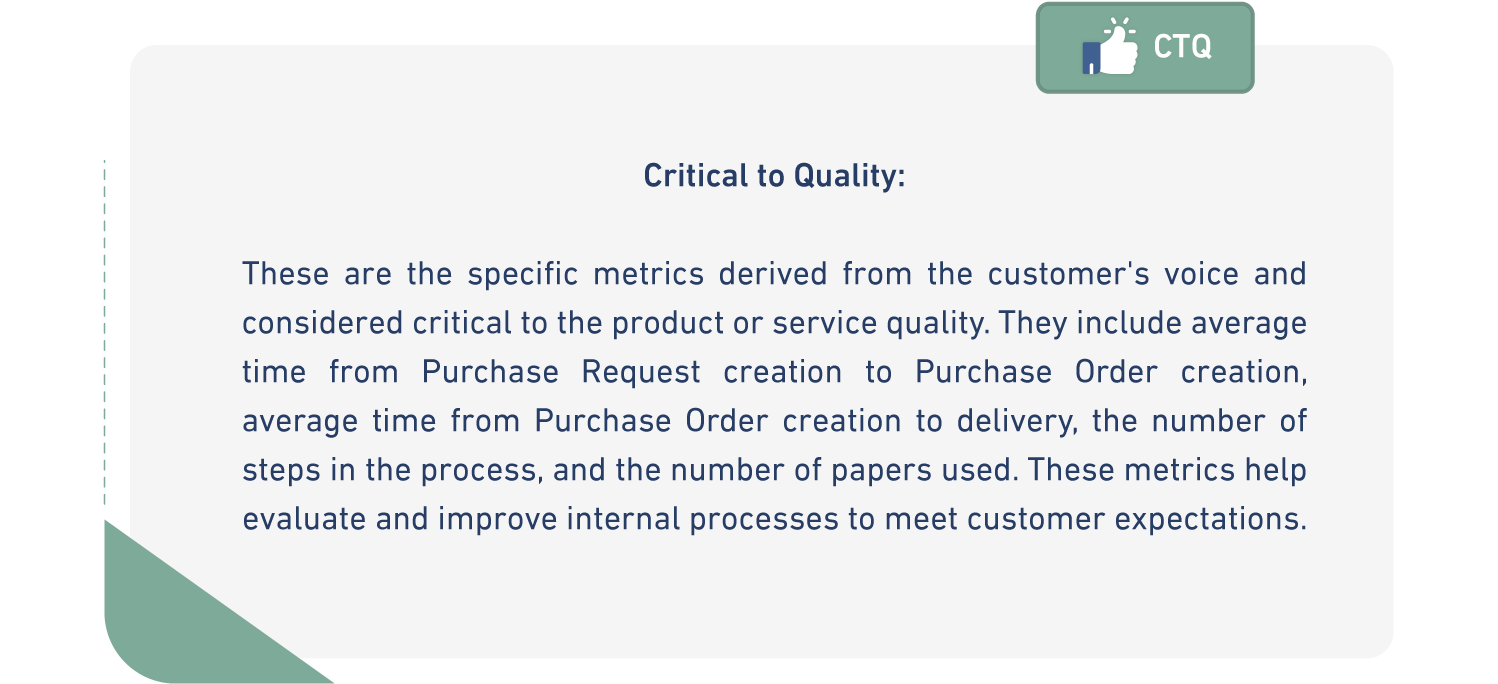 CTQ
Critical to Quality:
These are the specific metrics derived from the customer's voice and
considered critical to the product or service quality. They include average
time from Purchase Request creation to Purchase Order creation,
average time from Purchase Order creation to delivery, the number of
steps in the process, and the number of papers used. These metrics help
evaluate and improve internal processes to meet customer expectations.